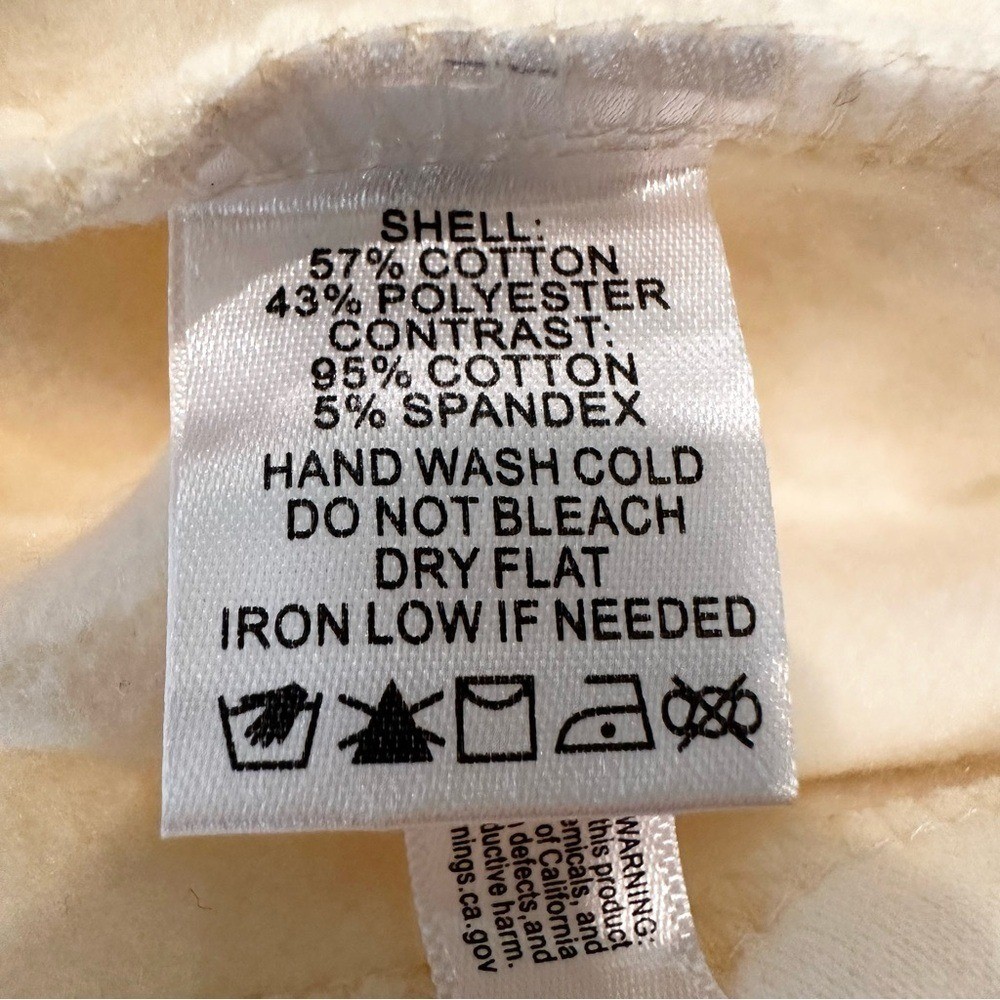 SHELL:
57% COTTON
43% POLYESTER
CONTRAST:
95% COTTON
5% SPANDEX
HAND WASH COLD
DO NOT BLEACH
DRY FLAT
IRON LOW IF NEEDED
WARNING:
this product
emicals, and
of California
defects,and
ductive harm.
nings.ca.gov